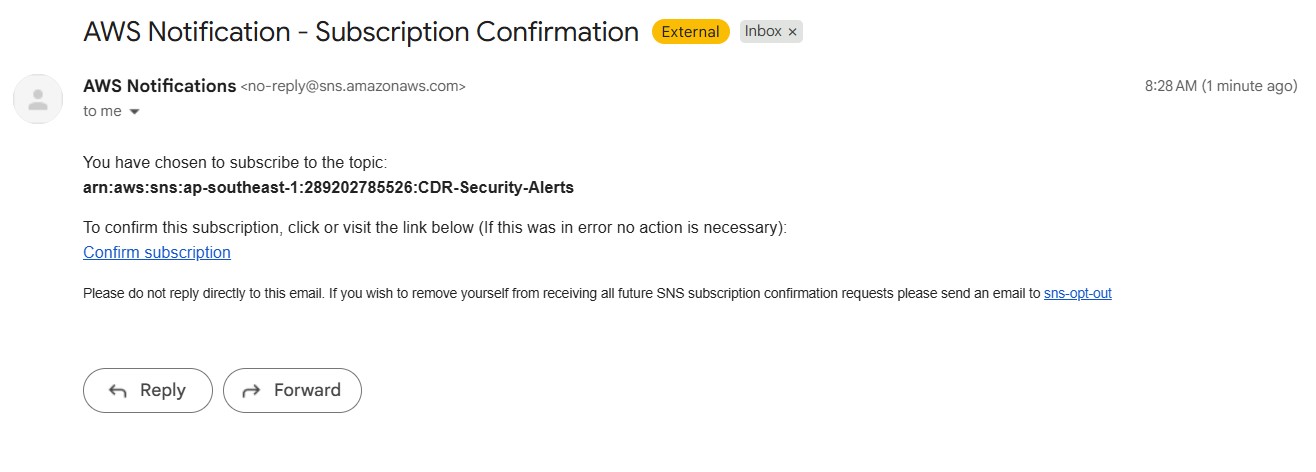 AWS Notification - Subscription Confirmation External Inbox ×
AWS Notifications <no-reply@sns.amazonaws.com> 8:28 AM (1 minute ago)
to me
You have chosen to subscribe to the topic:
arn:aws:sns:ap-southeast-1:289202785526:CDR-Security-Alerts
To confirm this subscription, click or visit the link below (If this was in error no action is necessary):
Confirm subscription
Please do not reply directly to this email. If you wish to remove yourself from receiving all future SNS subscription confirmation requests please send an email to sns-opt-out
Reply Forward